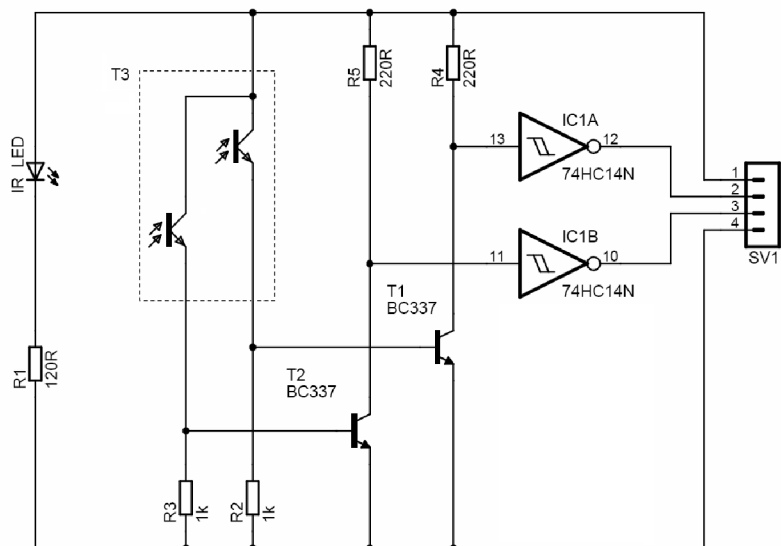 T3
R5
220R
R4
220R
IC1A
13
12
74HC14N
IR LED
1
2
3
4
SV1
IC1B
11
10
74HC14N
T1
BC337
R1
120R
T2
BC337
R3
1k
R2
1k